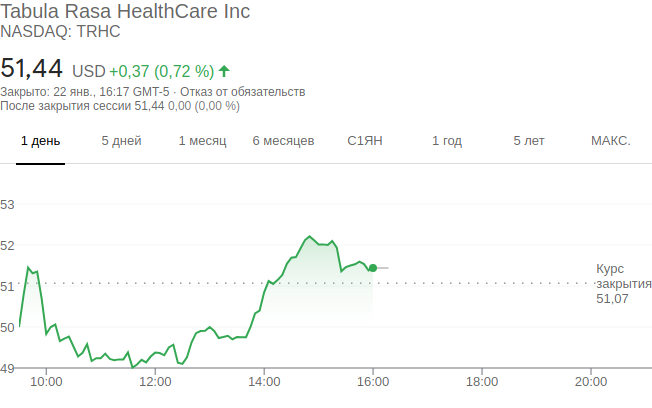 Tabula Rasa HealthCare Inc
NASDAQ: TRHC
51,44 USD +0,37 (0,72 %)
Закрыто: 22 янв., 16:17 GMT-5 · Отказ от обязательств
После закрытия сессии 51,44 0,00 (0,00 %)
1 день 5 дней 1 месяц 6 месяцев С1ЯН 1 год 5 лет МАКС.
53
52
51
50
49
Курс
закрытия
51,07
10:00 12:00 14:00 16:00 18:00 20:00